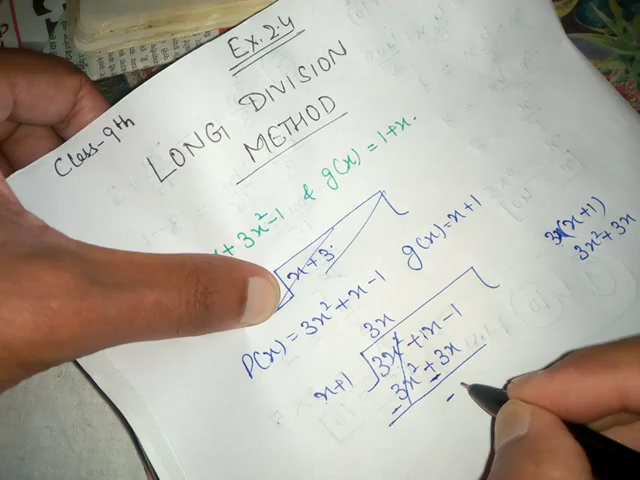 Ex. 2.4
Class-9th
LONG DIVISION
METHOD
+ 3x²-1 & g(x) = 1+x.
x+3
P(x) = 3x²+x-1 g(x)=x+1
3x(x+1)
3x²+3x
3x
x+1 3x²+1x-1
-3x²+3x
-